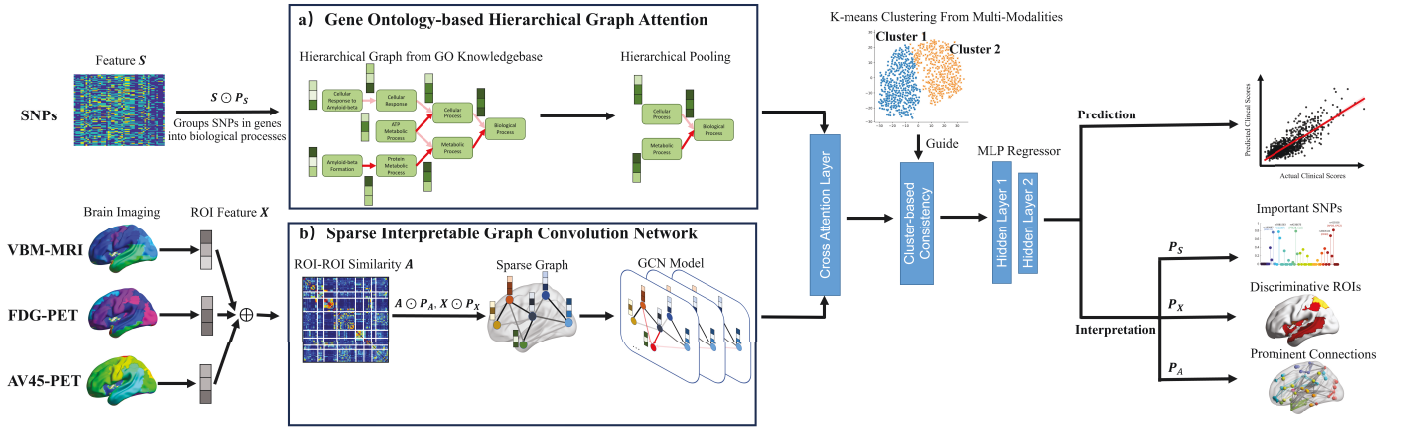 a) Gene Ontology-based Hierarchical Graph Attention
Feature S
SNPs
S ⊙ P_S
Groups SNPs in genes
into biological processes
Hierarchical Graph from GO Knowledgebase
Cellular
Response to
Amyloid-beta
Cellular
Response
ATP
Metabolic
Process
Amyloid-beta
Formation
Protein
Metabolic
Process
Cellular
Process
Metabolic
Process
Biological
Process
Hierarchical Pooling
Cellular
Process
Metabolic
Process
Biological
Process
K-means Clustering From Multi-Modalities
Cluster 1
Cluster 2
Guide
Cross Attention Layer
Cluster-based
Consistency
MLP Regressor
Hidden Layer 1
Hidder Layer 2
Prediction
Predicted Clinical Scores
Actual Clinical Scores
Brain Imaging
ROI Feature X
VBM-MRI
FDG-PET
AV45-PET
b) Sparse Interpretable Graph Convolution Network
ROI-ROI Similarity A
A ⊙ P_A, X ⊙ P_X
Sparse Graph
GCN Model
Interpretation
P_S
Important SNPs
P_X
Discriminative ROIs
P_A
Prominent Connections